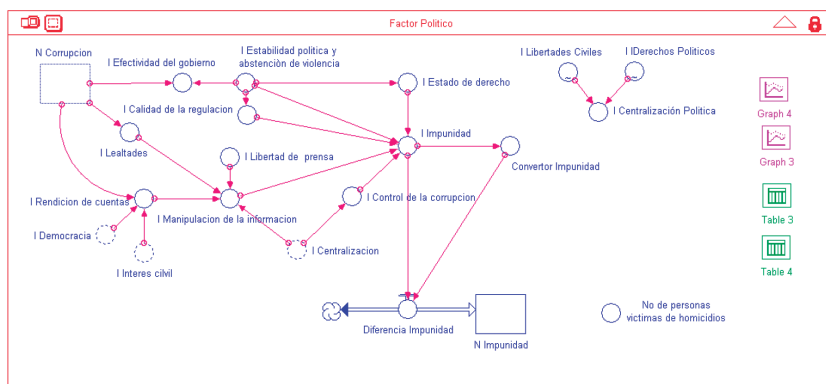 Factor Politico
N Corrupcion
I Efectividad del gobierno
I Estabilidad politica y
abstenciòn de violencia
I Estado de derecho
I Libertades Civiles
I IDerechos Politicos
I Calidad de la regulacion
I Centralización Politica
Graph 4
I Lealtades
I Impunidad
Graph 3
I Libertad de prensa
Convertor Impunidad
I Rendicion de cuentas
I Manipulacion de la informacion
I Control de la corrupcion
Table 3
I Democracia
I Centralizacion
I Interes cilvil
Table 4
Diferencia Impunidad
N Impunidad
No de personas
victimas de homicidios